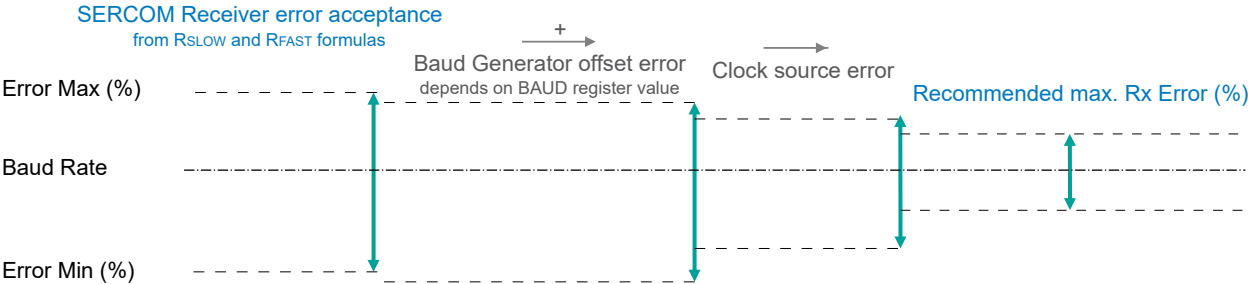 SERCOM Receiver error acceptance
from RSLOW and RFAST formulas
+
Baud Generator offset error
depends on BAUD register value
Clock source error
Recommended max. Rx Error (%)
Error Max (%)
Baud Rate
Error Min (%)